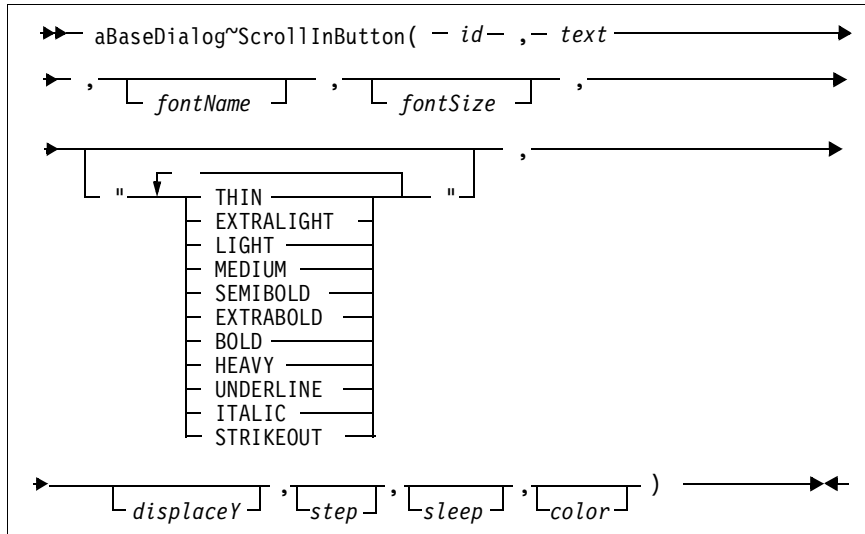 aBaseDialog~ScrollInButton( id , text
, fontName , fontSize ,
,
" THIN "
EXTRALIGHT
LIGHT
MEDIUM
SEMIBOLD
EXTRABOLD
BOLD
HEAVY
UNDERLINE
ITALIC
STRIKEOUT
displaceY , step , sleep , color )